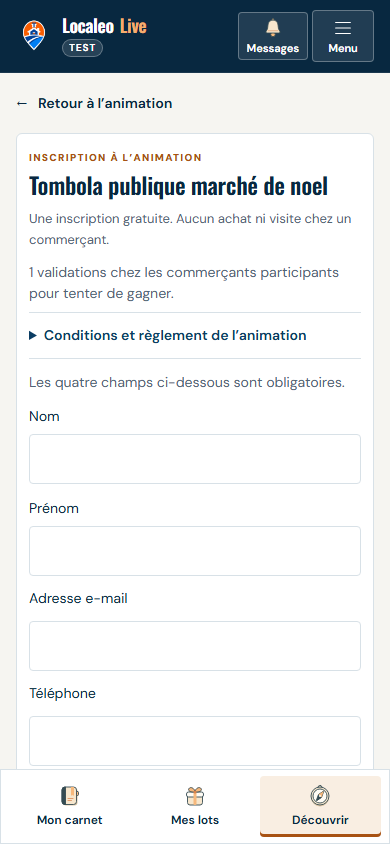 Localeo Live
TEST
Messages
Menu
← Retour à l’animation
INSCRIPTION À L’ANIMATION
Tombola publique marché de noel
Une inscription gratuite. Aucun achat ni visite chez un
commerçant.
1 validations chez les commerçants participants
pour tenter de gagner.
▶ Conditions et règlement de l’animation
Les quatre champs ci-dessous sont obligatoires.
Nom
Prénom
Adresse e-mail
Téléphone
Mon carnet
Mes lots
Découvrir